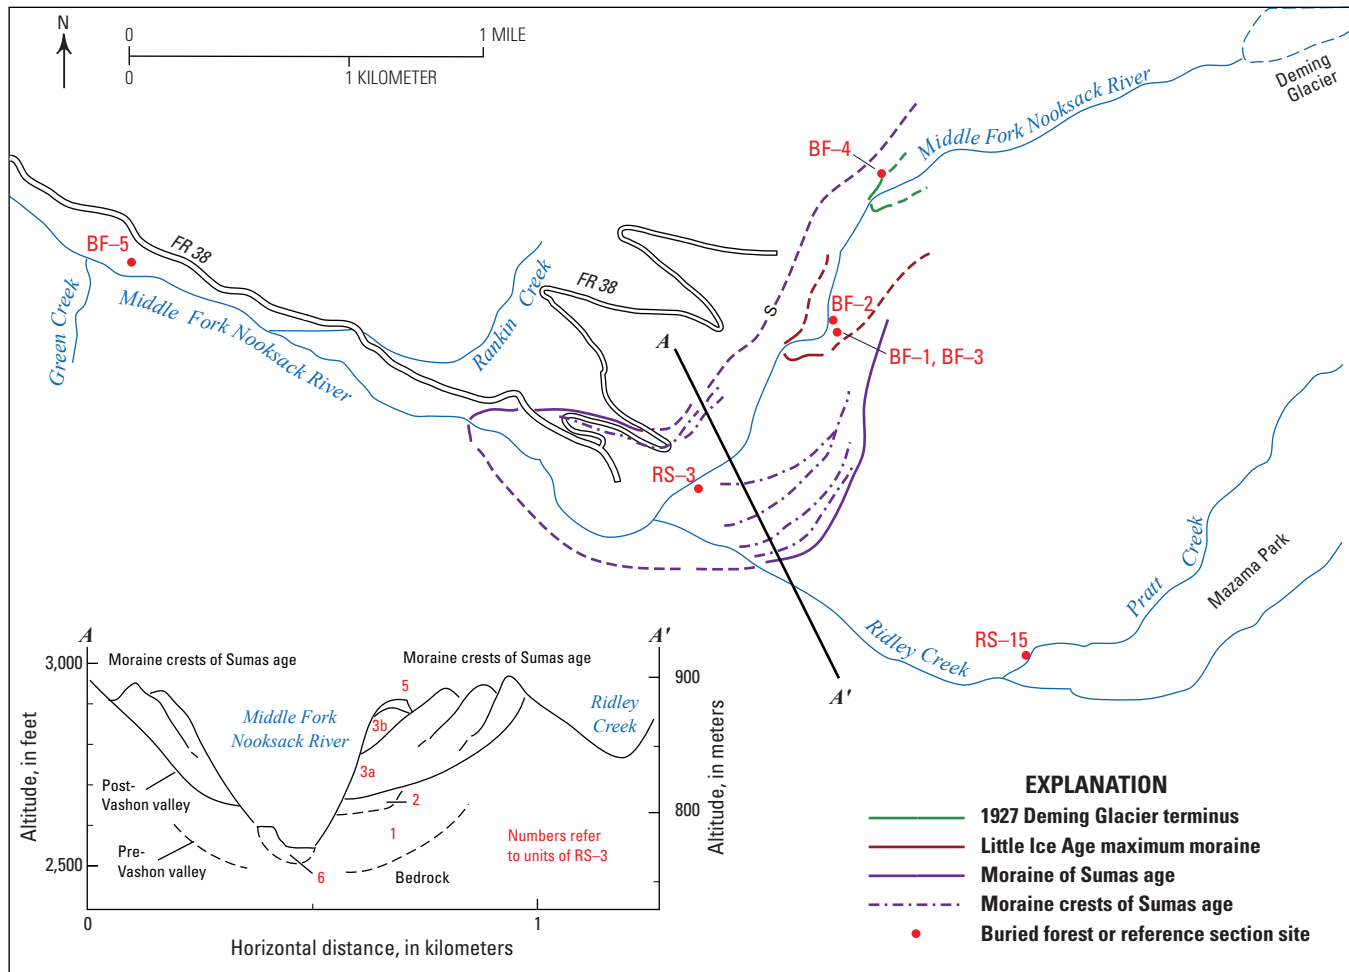 N
0
1 MILE
0
1 KILOMETER
Deming
Glacier
Middle Fork Nooksack River
BF–4
BF–5
FR 38
Green Creek
Middle Fork Nooksack River
Rankin Creek
FR 38
S
BF–2
BF–1, BF–3
A
RS–3
Pratt Creek
Mazama Park
RS–15
Ridley Creek
A'
A
A'
3,000
Moraine crests of Sumas age
Moraine crests of Sumas age
900
5
Middle Fork
Nooksack River
3b
Ridley
Creek
3a
Altitude, in feet
Altitude, in meters
Post-
Vashon valley
2
800
1
Numbers refer
to units of RS–3
Pre-
Vashon valley
2,500
6
Bedrock
0
1
Horizontal distance, in kilometers
EXPLANATION
1927 Deming Glacier terminus
Little Ice Age maximum moraine
Moraine of Sumas age
Moraine crests of Sumas age
Buried forest or reference section site